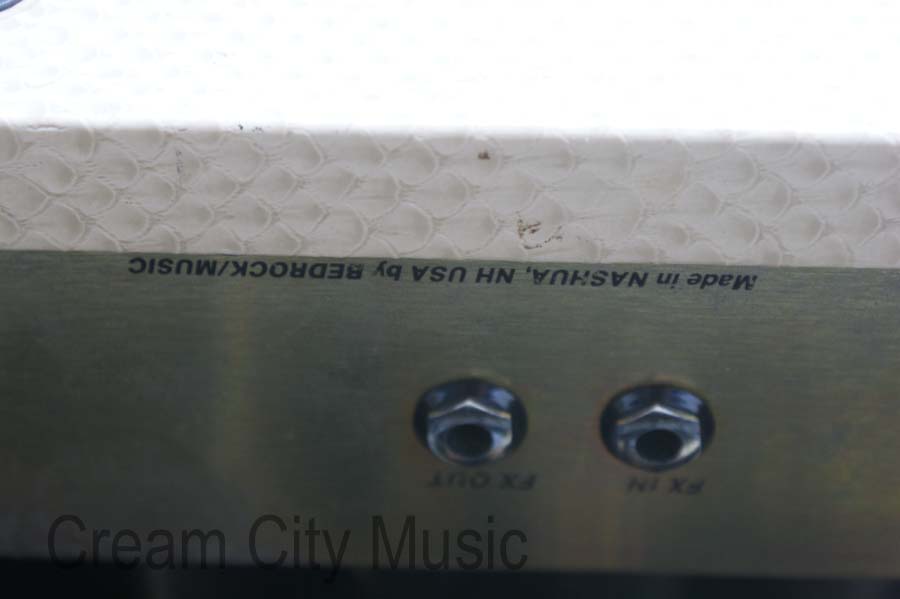 Made in NASHUA, NH USA by BEDROCK/MUSIC
FX OUT FX IN
Cream City Music